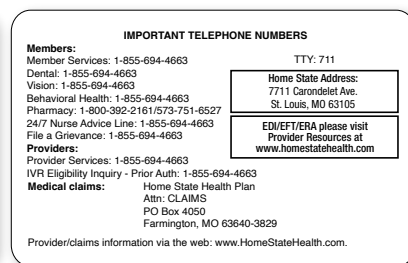 IMPORTANT TELEPHONE NUMBERS
Members:
Member Services: 1-855-694-4663
Dental: 1-855-694-4663
Vision: 1-855-694-4663
Behavioral Health: 1-855-694-4663
Pharmacy: 1-800-392-2161/573-751-6527
24/7 Nurse Advice Line: 1-855-694-4663
File a Grievance: 1-855-694-4663
TTY: 711
Home State Address:
7711 Carondelet Ave.
St. Louis, MO 63105
EDI/EFT/ERA please visit
Provider Resources at
www.homestatehealth.com
Providers:
Provider Services: 1-855-694-4663
IVR Eligibility Inquiry - Prior Auth: 1-855-694-4663
Medical claims: Home State Health Plan
Attn: CLAIMS
PO Box 4050
Farmington, MO 63640-3829
Provider/claims information via the web: www.HomeStateHealth.com.